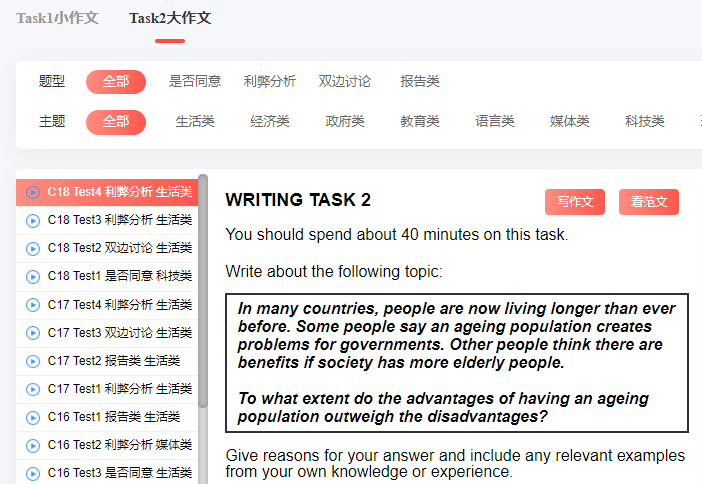 Task1小作文 Task2大作文
题型 全部 是否同意 利弊分析 双边讨论 报告类
主题 全部 生活类 经济类 政府类 教育类 语言类 媒体类 科技类
C18 Test4 利弊分析 生活类
C18 Test3 利弊分析 生活类
C18 Test2 双边讨论 生活类
C18 Test1 是否同意 科技类
C17 Test4 利弊分析 生活类
C17 Test3 双边讨论 生活类
C17 Test2 报告类 生活类
C17 Test1 利弊分析 生活类
C16 Test1 报告类 生活类
C16 Test2 利弊分析 媒体类
C16 Test3 是否同意 生活类
WRITING TASK 2 写作文 看范文
You should spend about 40 minutes on this task.
Write about the following topic:
In many countries, people are now living longer than ever
before. Some people say an ageing population creates
problems for governments. Other people think there are
benefits if society has more elderly people.
To what extent do the advantages of having an ageing
population outweigh the disadvantages?
Give reasons for your answer and include any relevant examples
from your own knowledge or experience.